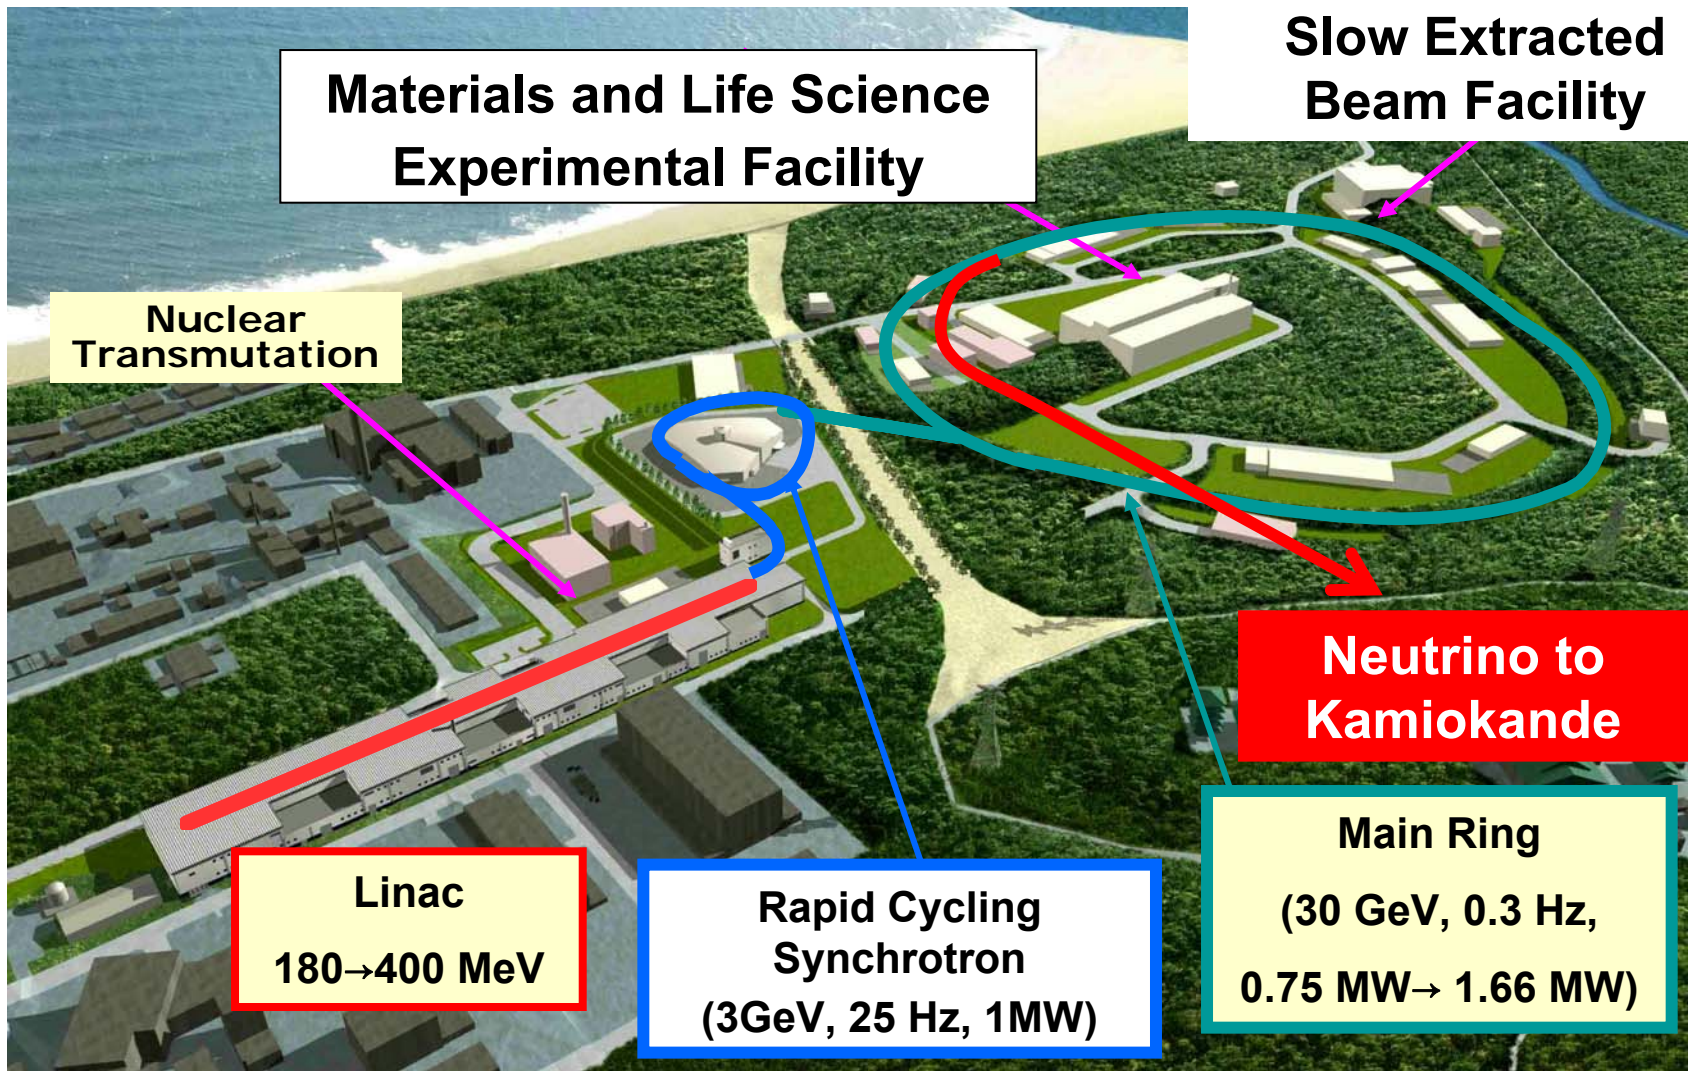 Slow Extracted
Beam Facility
Materials and Life Science
Experimental Facility
Nuclear
Transmutation
Neutrino to
Kamiokande
Main Ring
(30 GeV, 0.3 Hz,
0.75 MW→ 1.66 MW)
Linac
180→400 MeV
Rapid Cycling
Synchrotron
(3GeV, 25 Hz, 1MW)